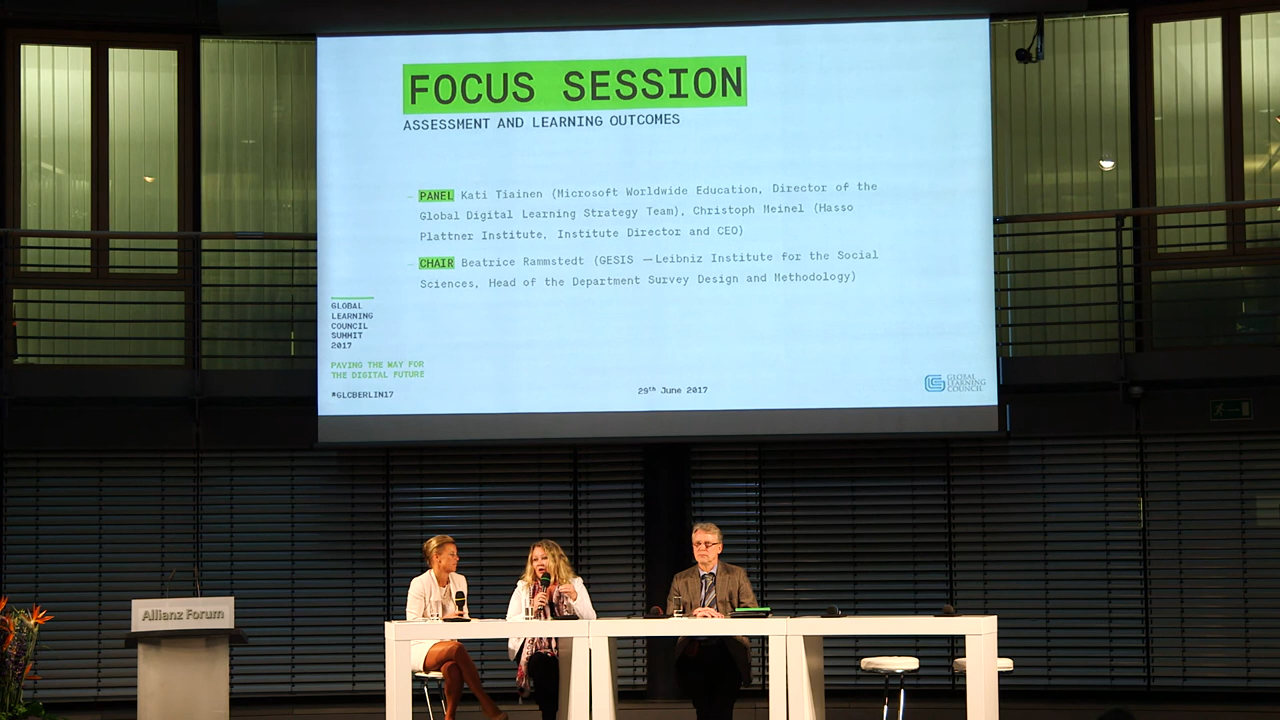 FOCUS SESSION
ASSESSMENT AND LEARNING OUTCOMES
– PANEL Kati Tiainen (Microsoft Worldwide Education, Director of the
Global Digital Learning Strategy Team), Christoph Meinel (Hasso
Plattner Institute, Institute Director and CEO)
– CHAIR Beatrice Rammstedt (GESIS —Leibniz Institute for the Social
Sciences, Head of the Department Survey Design and Methodology)
GLOBAL
LEARNING
COUNCIL
SUMMIT
2017
PAVING THE WAY FOR
THE DIGITAL FUTURE
#GLCBERLIN17
29th June 2017
GLOBAL
LEARNING
COUNCIL
Allianz Forum